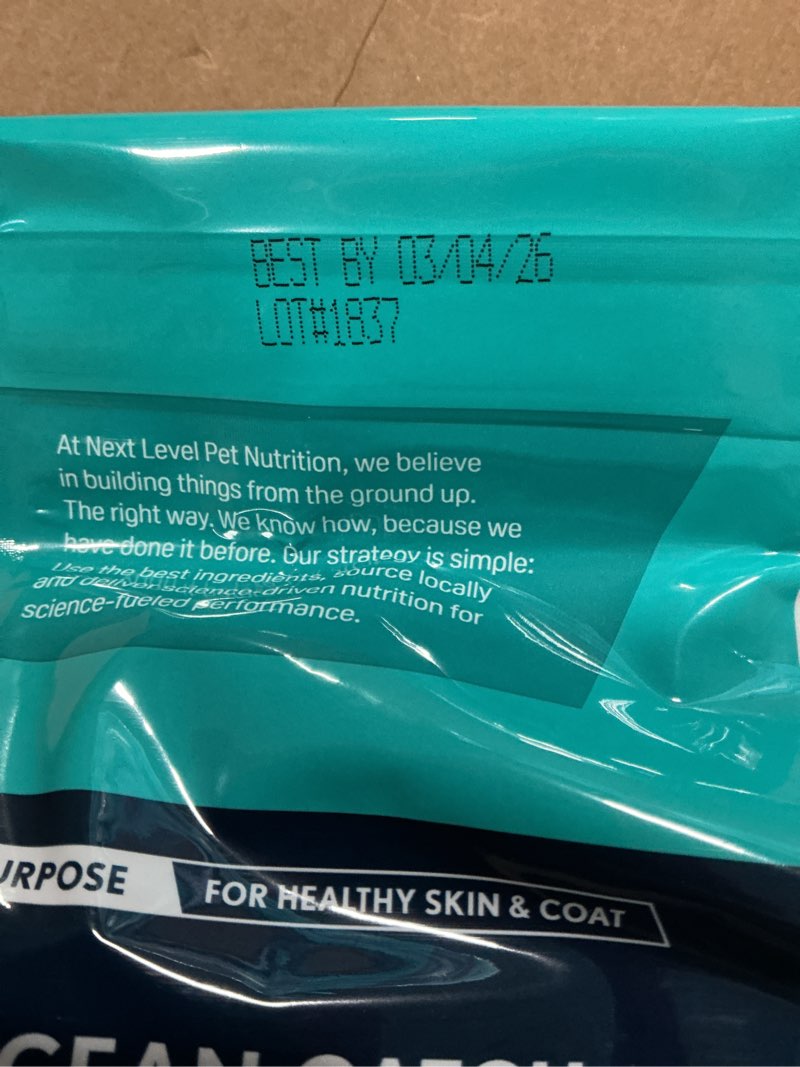 BEST BY 03/04/26
LOT#1837
At Next Level Pet Nutrition, we believe
in building things from the ground up.
The right way. We know how, because we
have done it before. Our strategy is simple:
Use the best ingredients, source locally
and deliver science-driven nutrition for
science-fueled performance.
URPOSE
FOR HEALTHY SKIN & COAT
CEAN CATCH